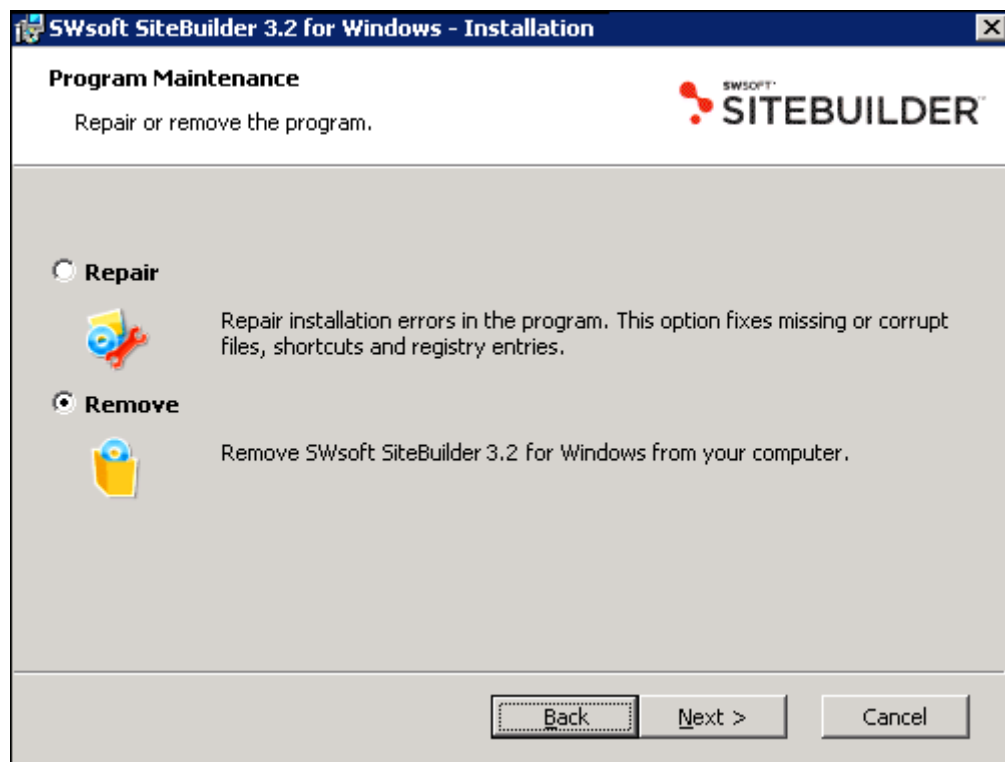 SWsoft SiteBuilder 3.2 for Windows - Installation
Program Maintenance
Repair or remove the program.
SWSOFT™
SITEBUILDER™
Repair
Repair installation errors in the program. This option fixes missing or corrupt
files, shortcuts and registry entries.
Remove
Remove SWsoft SiteBuilder 3.2 for Windows from your computer.
Back Next > Cancel